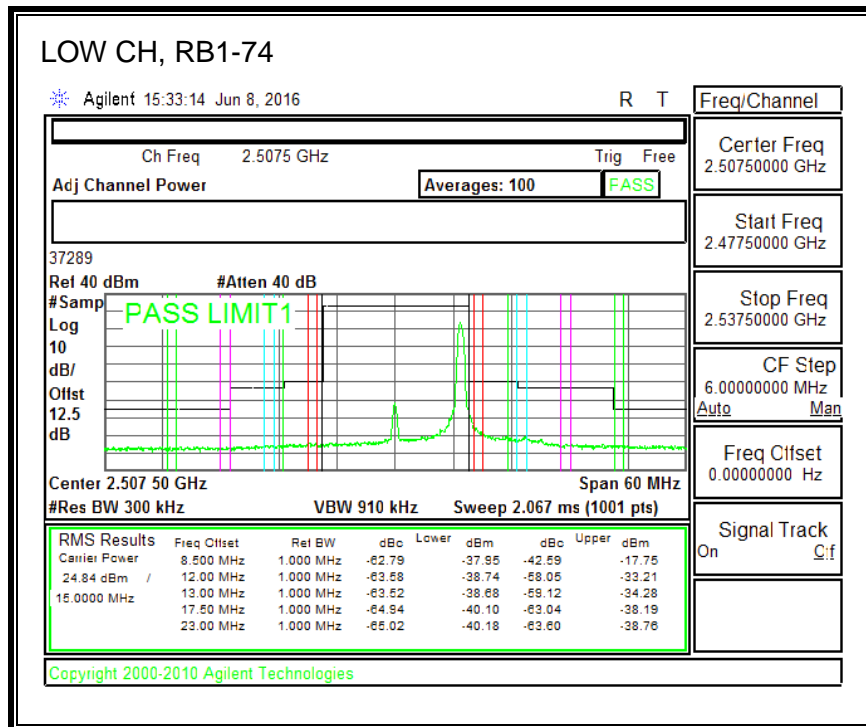 LOW CH, RB1-74
Agilent 15:33:14 Jun 8, 2016 R T
Freq/Channel
Ch Freq 2.5075 GHz Trig Free
Adj Channel Power Averages: 100 PASS
Center Freq
2.50750000 GHz
Start Freq
2.47750000 GHz
37289
Ref 40 dBm #Atten 40 dB
#Samp
Log
10
dB/
Offst
12.5
dB
PASS LIMIT1
Stop Freq
2.53750000 GHz
CF Step
6.00000000 MHz
Auto Man
Freq Offset
0.00000000 Hz
Center 2.507 50 GHz Span 60 MHz
#Res BW 300 kHz VBW 910 kHz Sweep 2.067 ms (1001 pts)
Signal Track
On Off
RMS Results Freq Offset Ref BW dBc Lower dBm dBc Upper dBm
Carrier Power 8.500 MHz 1.000 MHz -62.79 -37.95 -42.59 -17.75
24.84 dBm / 12.00 MHz 1.000 MHz -63.58 -38.74 -58.05 -33.21
15.0000 MHz 13.00 MHz 1.000 MHz -63.52 -38.68 -59.12 -34.28
17.50 MHz 1.000 MHz -64.94 -40.10 -63.04 -38.19
23.00 MHz 1.000 MHz -65.02 -40.18 -63.60 -38.76
Copyright 2000-2010 Agilent Technologies